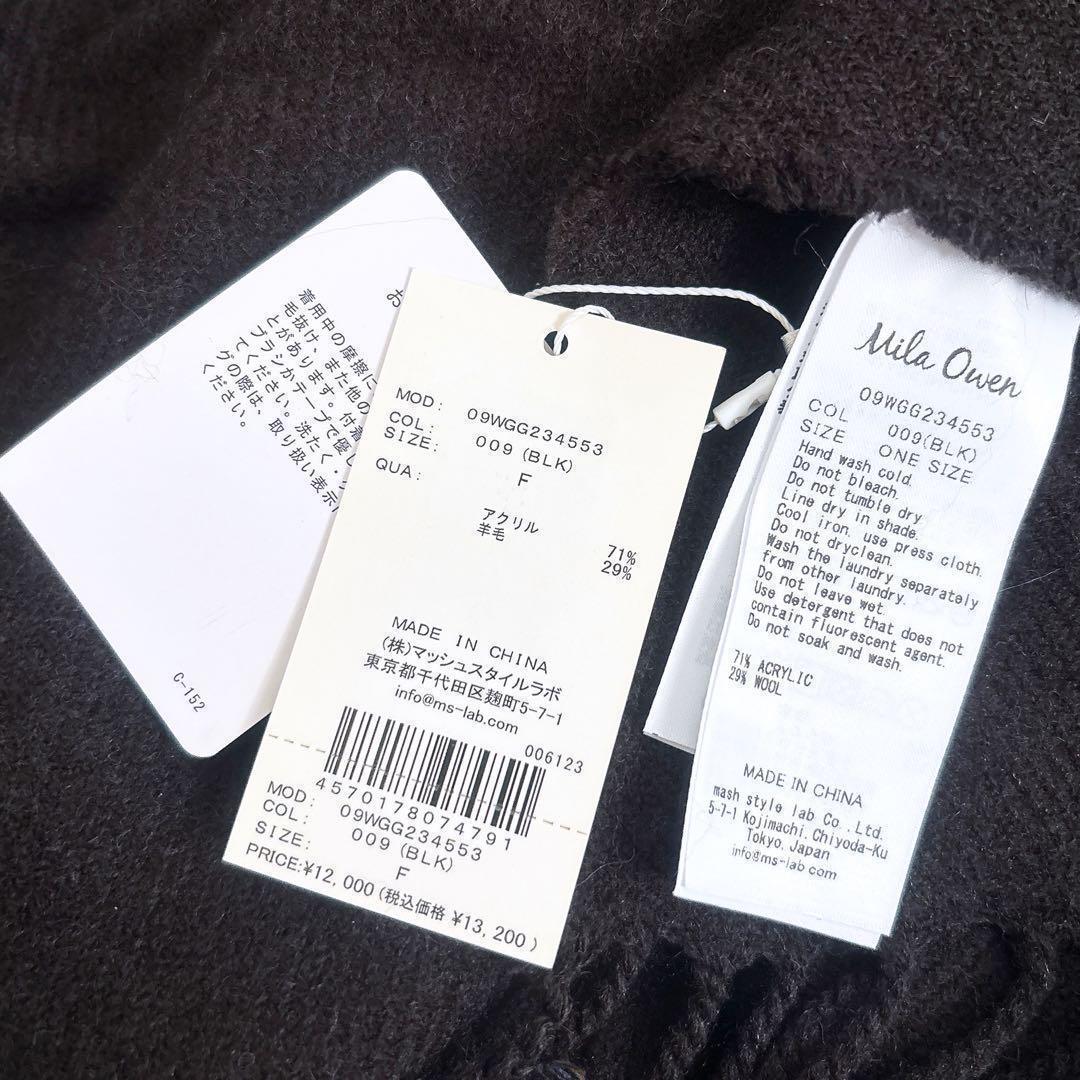 お
着用中の摩擦に
毛抜け、また他の
とがあります。付着
ブラシかテープで優し
てください。洗たく・
グの際は、取り扱い表示
ください。
C-152
MOD: 09WGG234553
COL: 009 (BLK)
SIZE: F
QUA:
アクリル 71%
羊毛 29%
MADE IN CHINA
(株)マッシュスタイルラボ
東京都千代田区麹町5-7-1
info@ms-lab.com
006123
4570178074791
MOD: 09WGG234553
COL: 009 (BLK)
SIZE: F
PRICE:¥12,000(税込価格 ¥13,200)
Mila Owen
09WGG234553
COL 009(BLK)
SIZE ONE SIZE
Hand wash cold.
Do not bleach.
Do not tumble dry.
Line dry in shade.
Cool iron, use press cloth.
Do not dryclean.
Wash the laundry separately
from other laundry.
Do not leave wet.
Use detergent that does not
contain fluorescent agent.
Do not soak and wash.
71% ACRYLIC
29% WOOL
MADE IN CHINA
mash style lab Co.,Ltd.
5-7-1 Kojimachi,Chiyoda-Ku
Tokyo,Japan
info@ms-lab.com